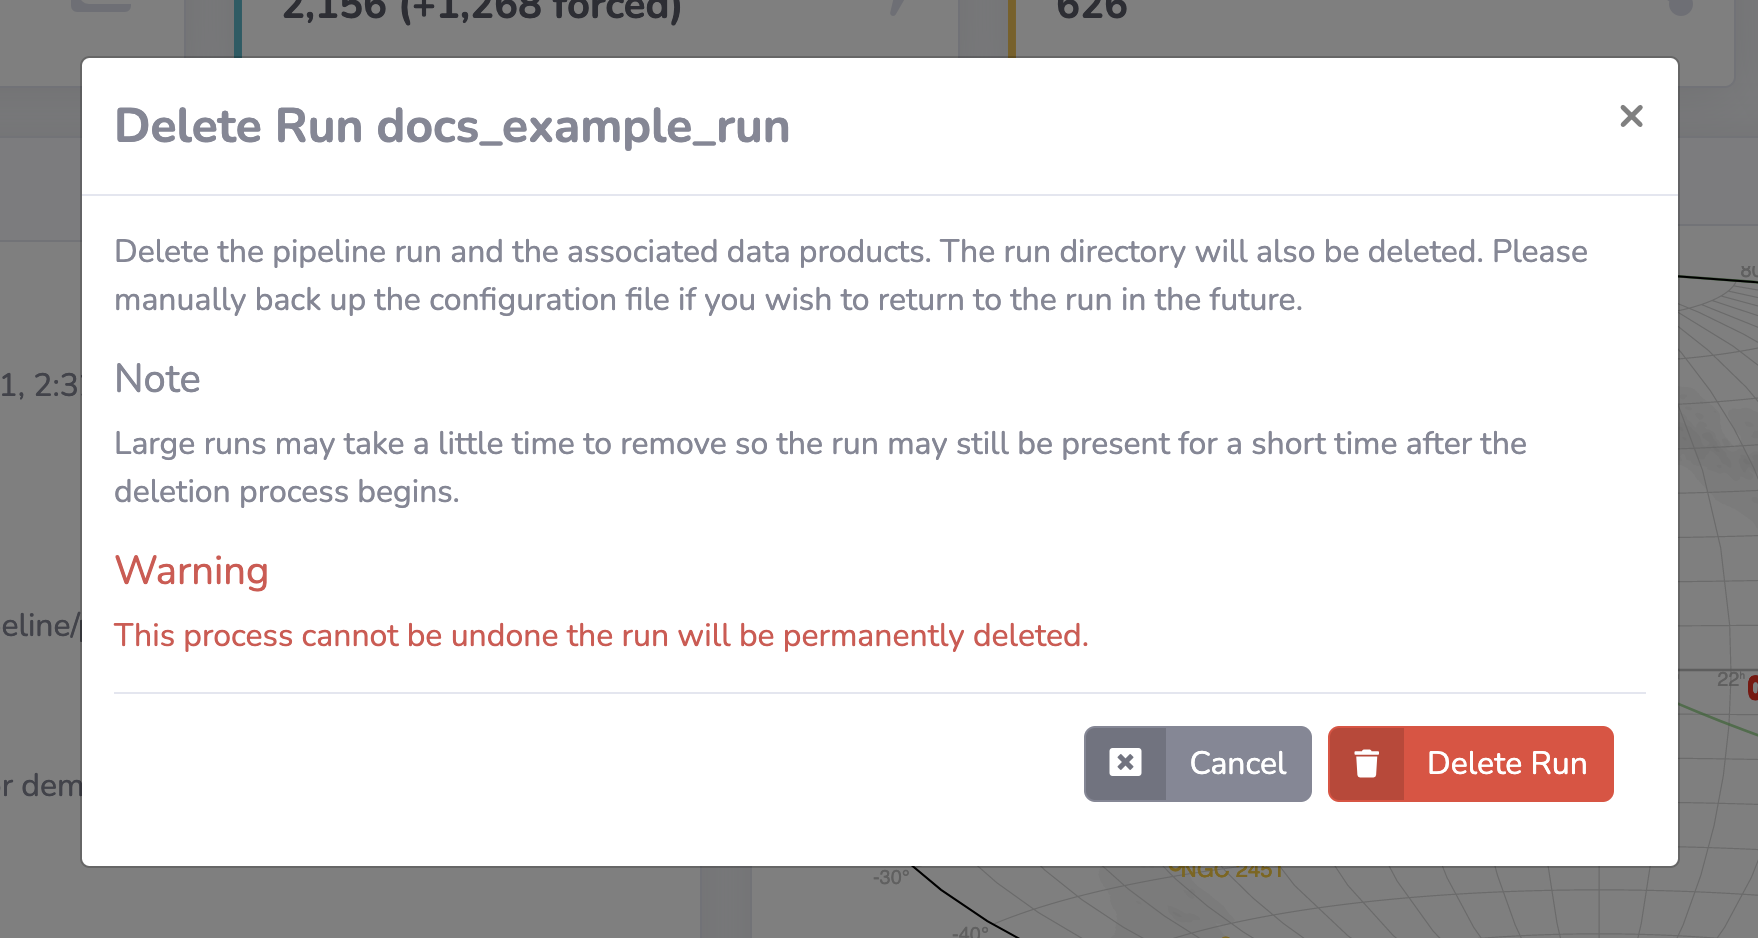 2,156 (+1,268 forced)
626
Delete Run docs_example_run
Delete the pipeline run and the associated data products. The run directory will also be deleted. Please
manually back up the configuration file if you wish to return to the run in the future.
Note
Large runs may take a little time to remove so the run may still be present for a short time after the
deletion process begins.
Warning
This process cannot be undone the run will be permanently deleted.
Cancel
Delete Run
1, 2:3
eline/
r dem
22h
-30°
-40°